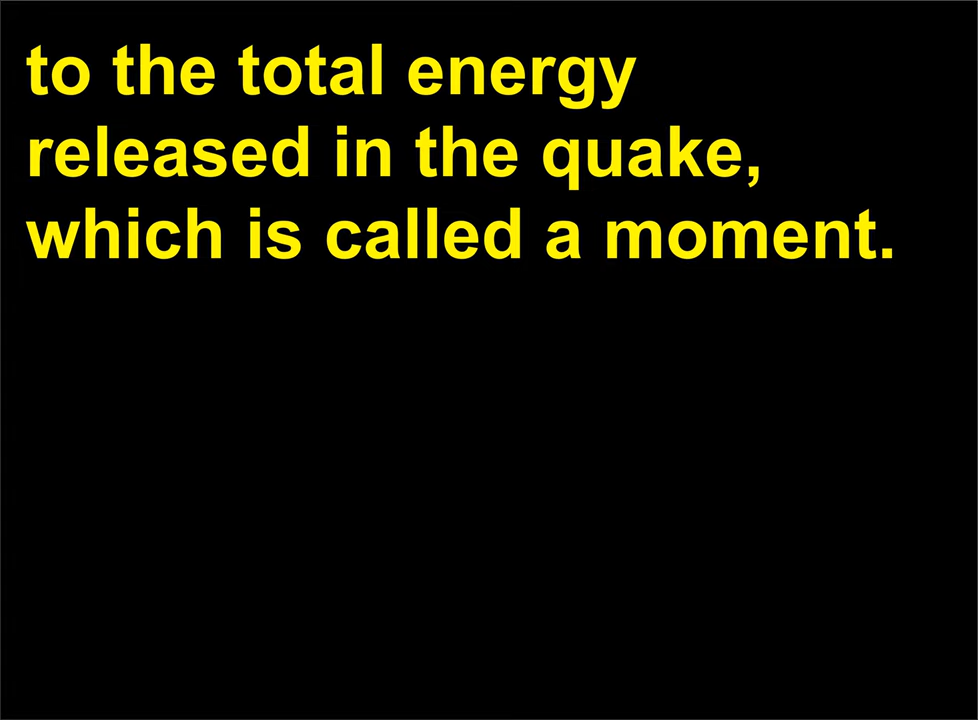 to the total energy
released in the quake,
which is called a moment.